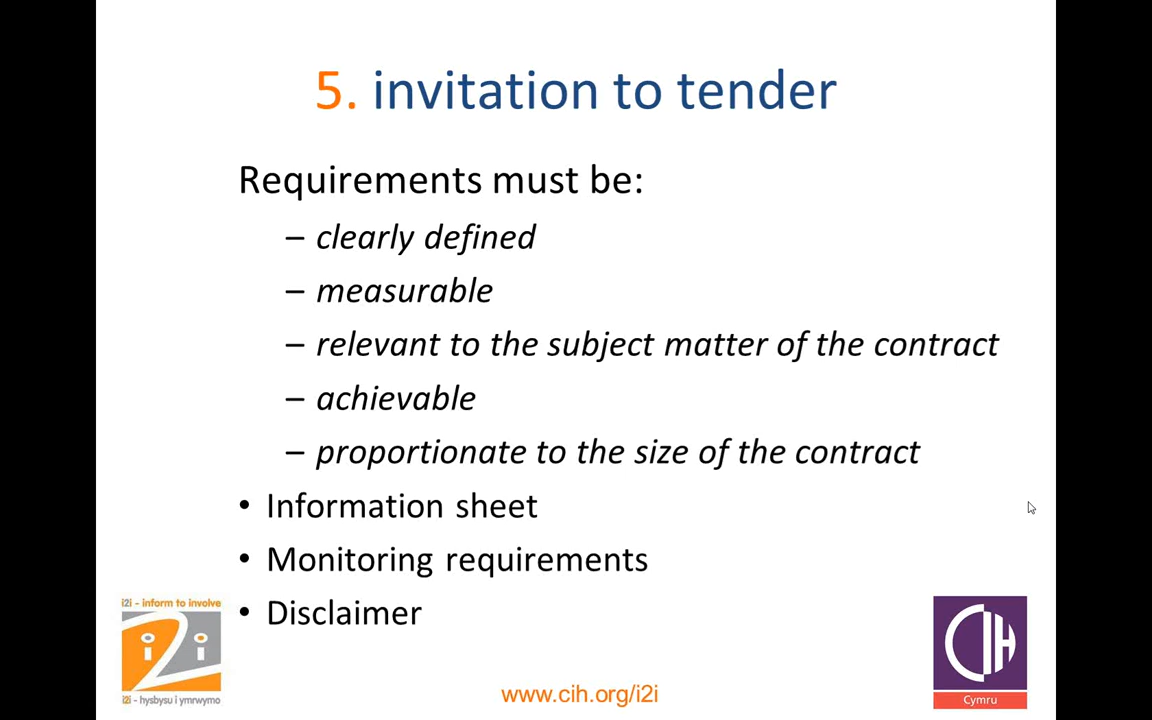 5. invitation to tender
Requirements must be:
– clearly defined
– measurable
– relevant to the subject matter of the contract
– achievable
– proportionate to the size of the contract
• Information sheet
• Monitoring requirements
• Disclaimer
i2i - inform to involve
i2i
i2i - hysbysu i ymrwymo
www.cih.org/i2i
CIH
Cymru